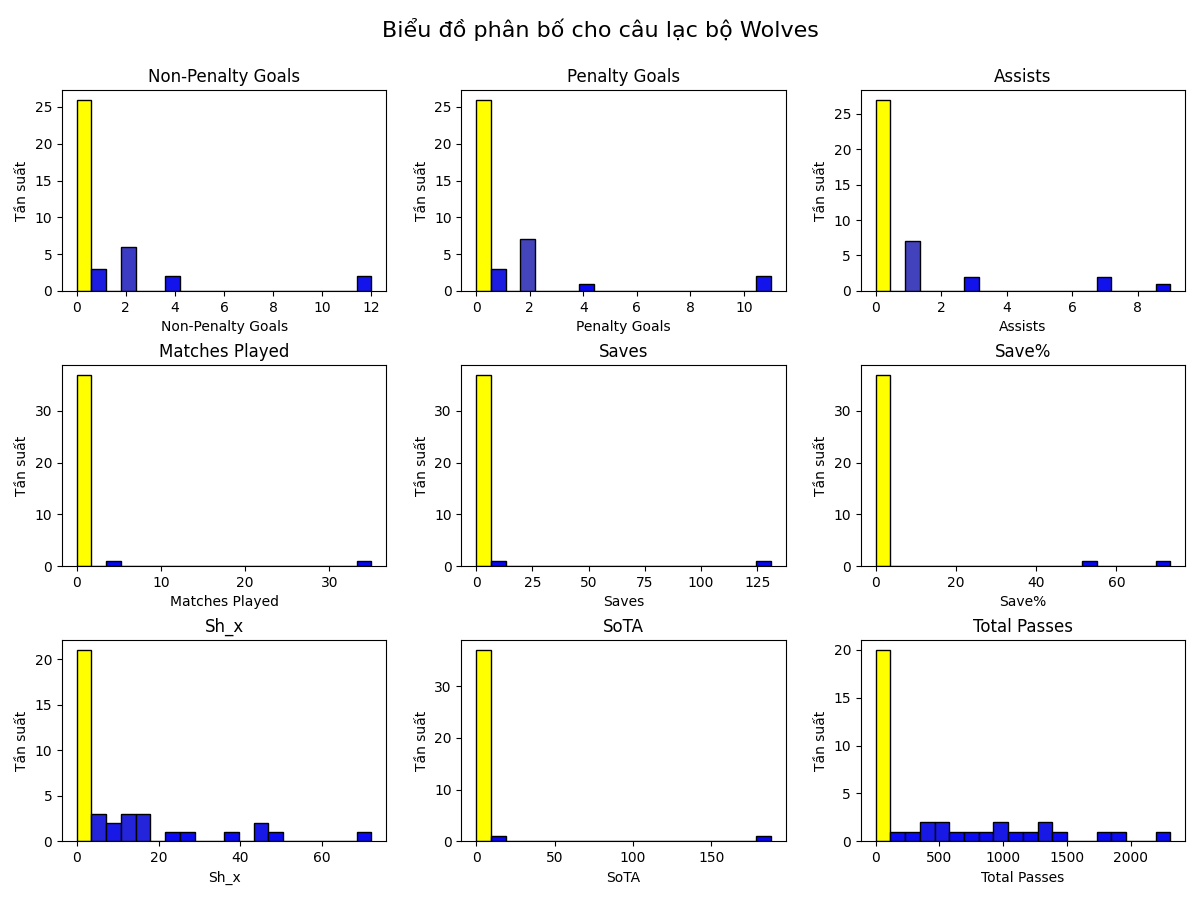 Biểu đồ phân bố cho câu lạc bộ Wolves
Non-Penalty Goals
Tần suất
25
20
15
10
5
0
0 2 4 6 8 10 12
Non-Penalty Goals
Penalty Goals
Tần suất
25
20
15
10
5
0
0 2 4 6 8 10
Penalty Goals
Assists
Tần suất
25
20
15
10
5
0
0 2 4 6 8
Assists
Matches Played
Tần suất
30
20
10
0
0 10 20 30
Matches Played
Saves
Tần suất
30
20
10
0
0 25 50 75 100 125
Saves
Save%
Tần suất
30
20
10
0
0 20 40 60
Save%
Sh_x
Tần suất
20
15
10
5
0
0 20 40 60
Sh_x
SoTA
Tần suất
30
20
10
0
0 50 100 150
SoTA
Total Passes
Tần suất
20
15
10
5
0
0 500 1000 1500 2000
Total Passes